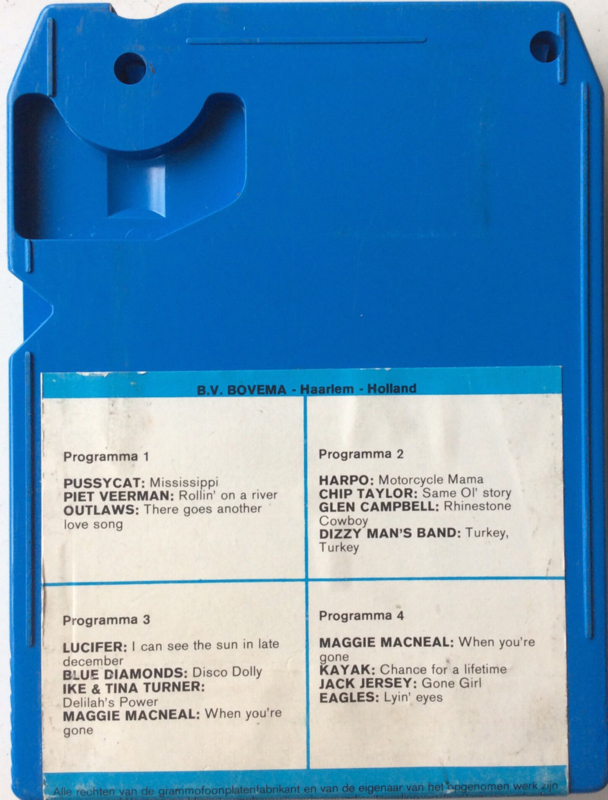 B.V. BOVEMA - Haarlem - Holland
Programma 1
PUSSYCAT: Mississippi
PIET VEERMAN: Rollin' on a river
OUTLAWS: There goes another
love song
Programma 2
HARPO: Motorcycle Mama
CHIP TAYLOR: Same Ol' story
GLEN CAMPBELL: Rhinestone
Cowboy
DIZZY MAN'S BAND: Turkey,
Turkey
Programma 3
LUCIFER: I can see the sun in late
december
BLUE DIAMONDS: Disco Dolly
IKE & TINA TURNER:
Delilah's Power
MAGGIE MACNEAL: When you're
gone
Programma 4
MAGGIE MACNEAL: When you're
gone
KAYAK: Chance for a lifetime
JACK JERSEY: Gone Girl
EAGLES: Lyin' eyes
Alle rechten van de grammofoonplatenfabrikant en van de eigenaar van het opgenomen werk zijn